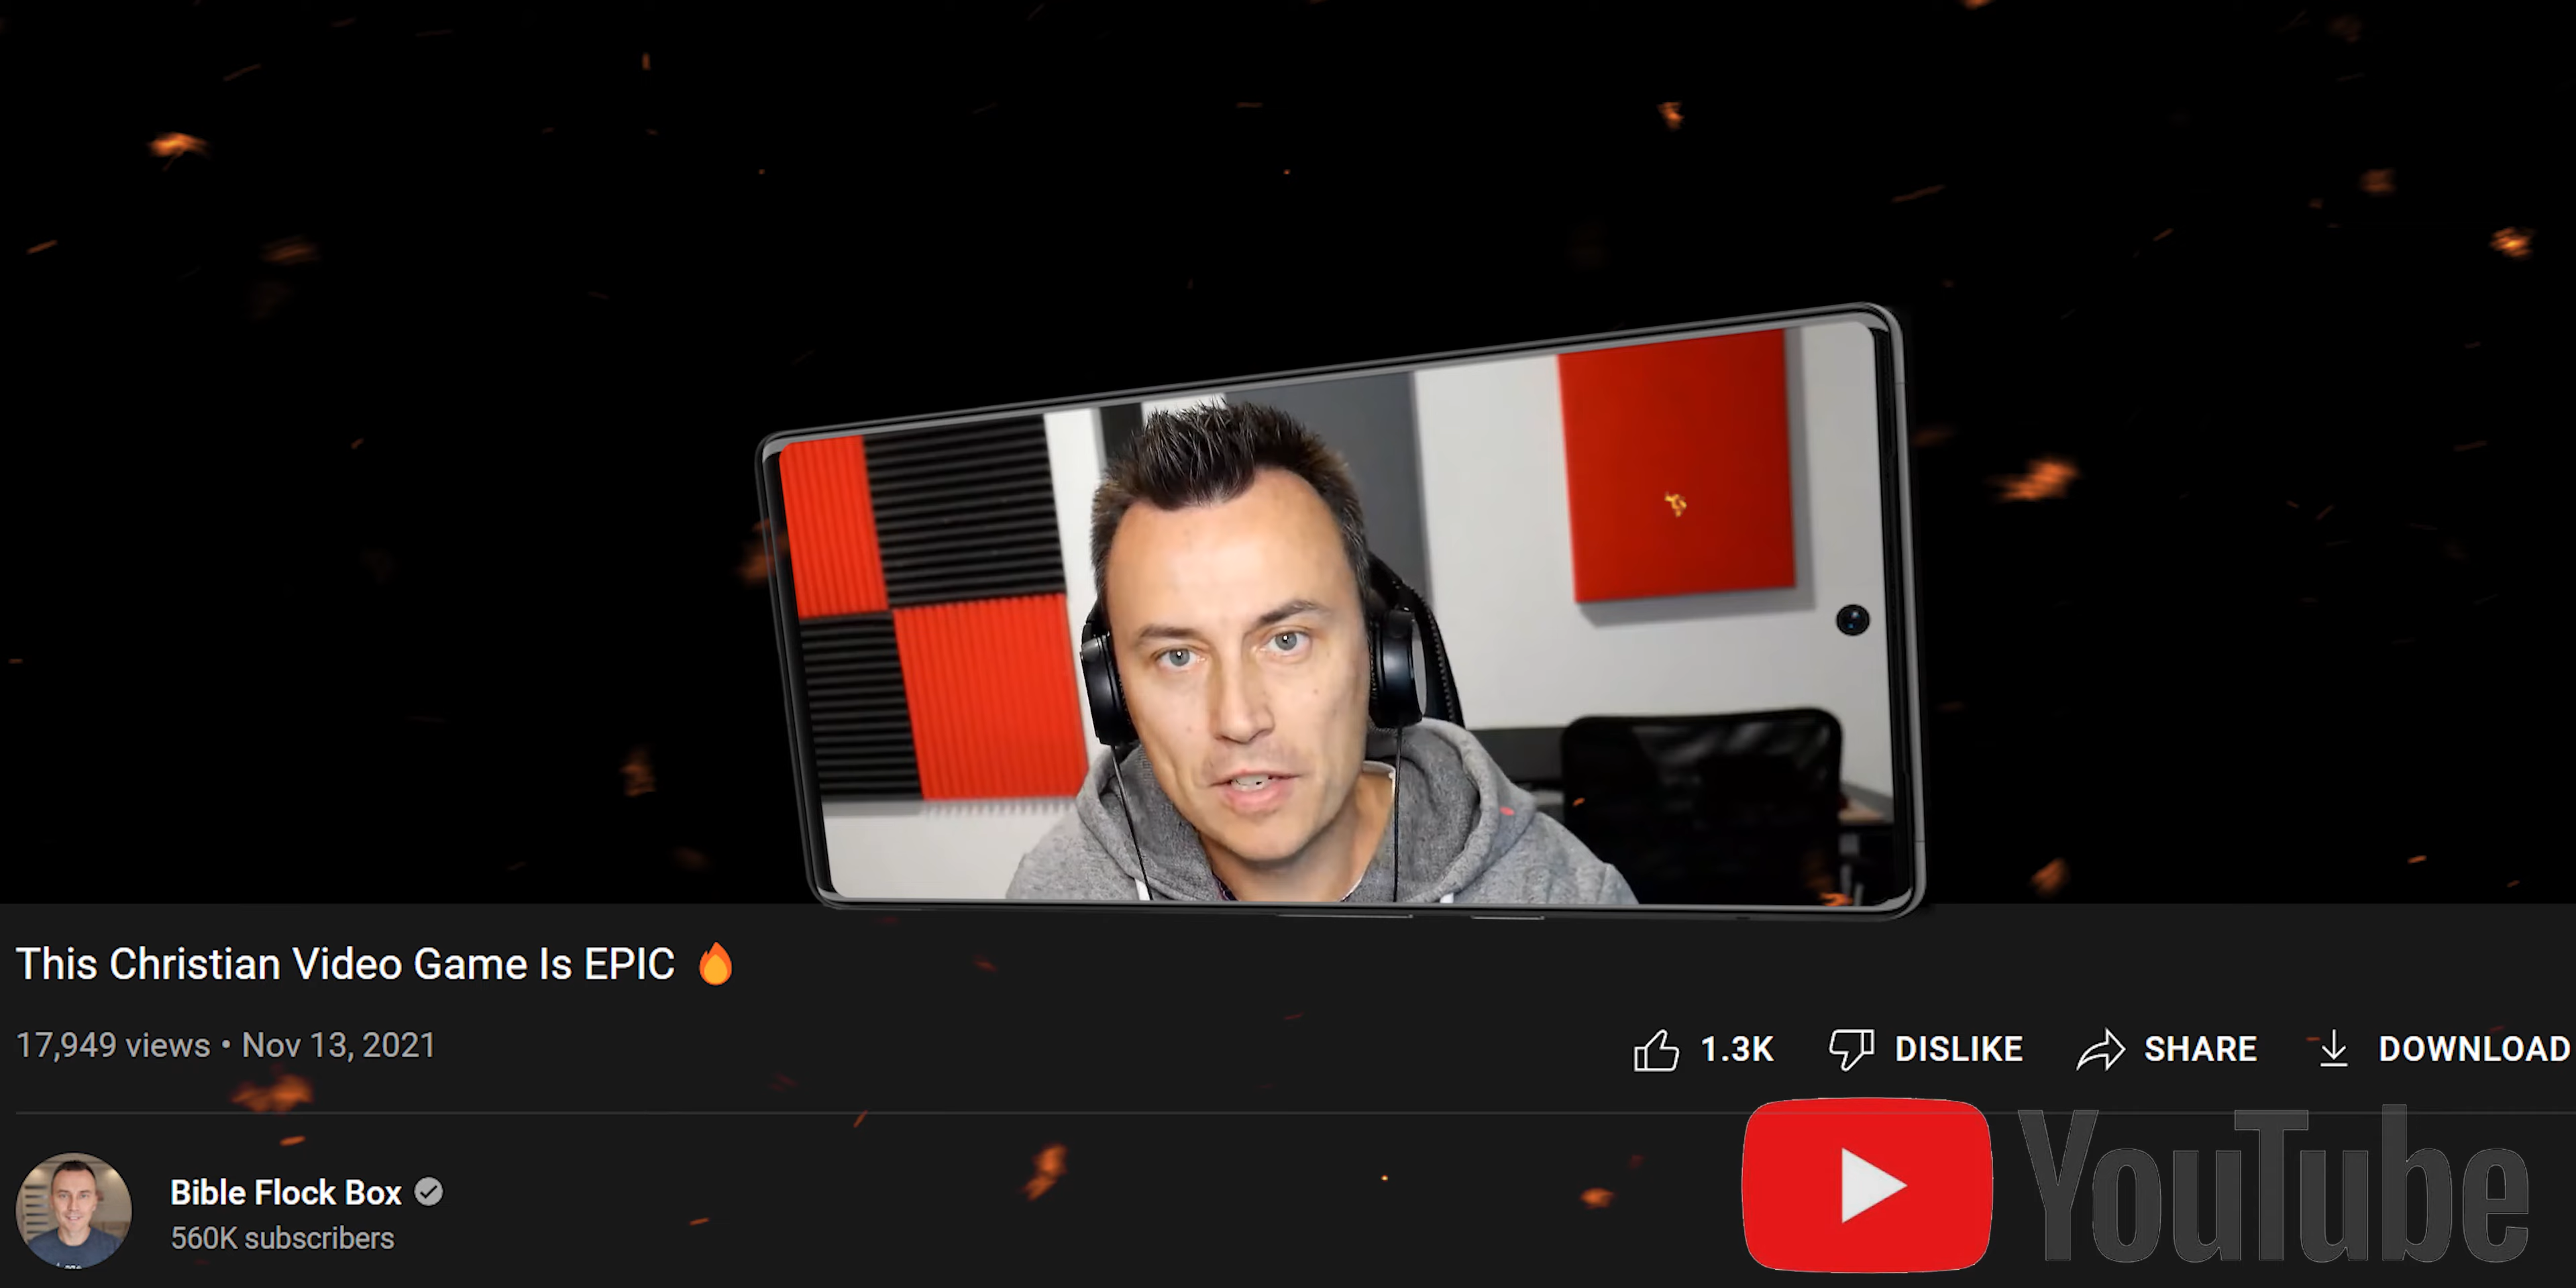 This Christian Video Game Is EPIC 🔥
17,949 views • Nov 13, 2021
1.3K DISLIKE SHARE DOWNLOAD
Bible Flock Box
560K subscribers
YouTube